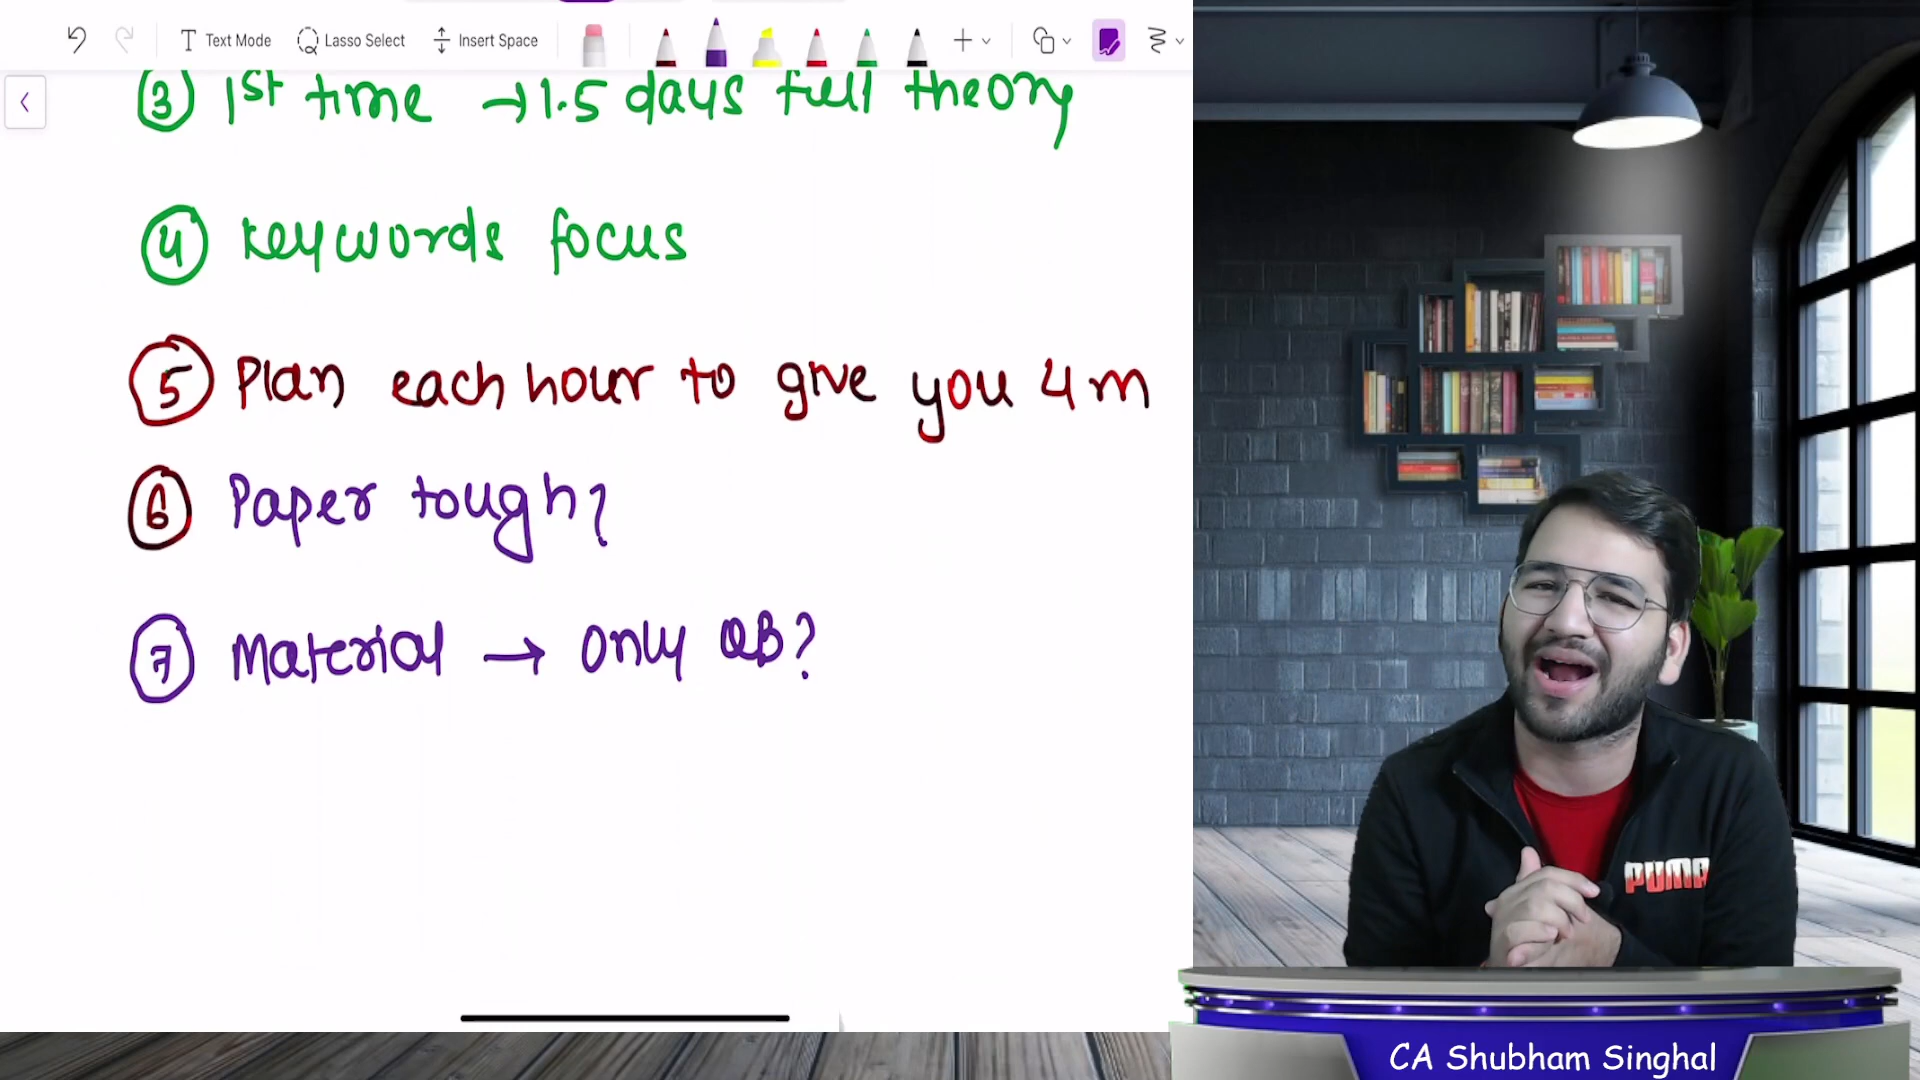 Text Mode
Lasso Select
Insert Space
③ 1st time → 1.5 days full theory
④ Keywords focus
⑤ Plan each hour to give you 4m
⑥ Paper tough?
⑦ Material → only QB?
PUMA
CA Shubham Singhal